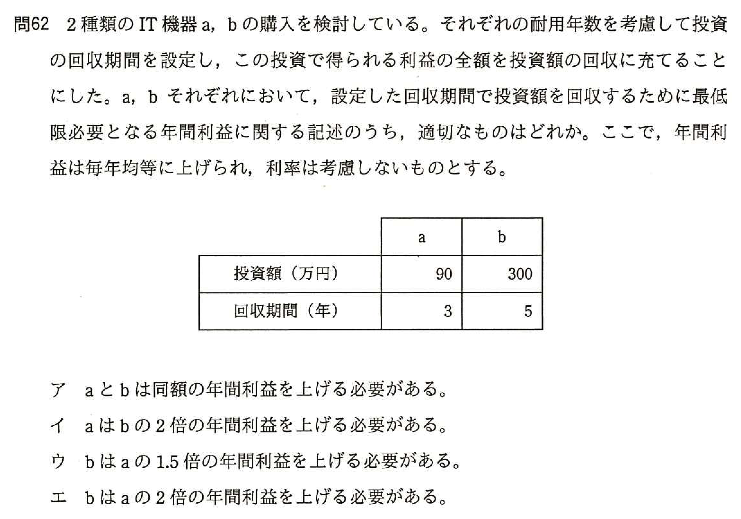 問62 2種類のIT機器a，bの購入を検討している。それぞれの耐用年数を考慮して投資
の回収期間を設定し，この投資で得られる利益の全額を投資額の回収に充てること
にした。a，bそれぞれにおいて，設定した回収期間で投資額を回収するために最低
限必要となる年間利益に関する記述のうち，適切なものはどれか。ここで，年間利
益は毎年均等に上げられ，利率は考慮しないものとする。
a b
投資額（万円） 90 300
回収期間（年） 3 5
ア aとbは同額の年間利益を上げる必要がある。
イ aはbの2倍の年間利益を上げる必要がある。
ウ bはaの1.5倍の年間利益を上げる必要がある。
エ bはaの2倍の年間利益を上げる必要がある。